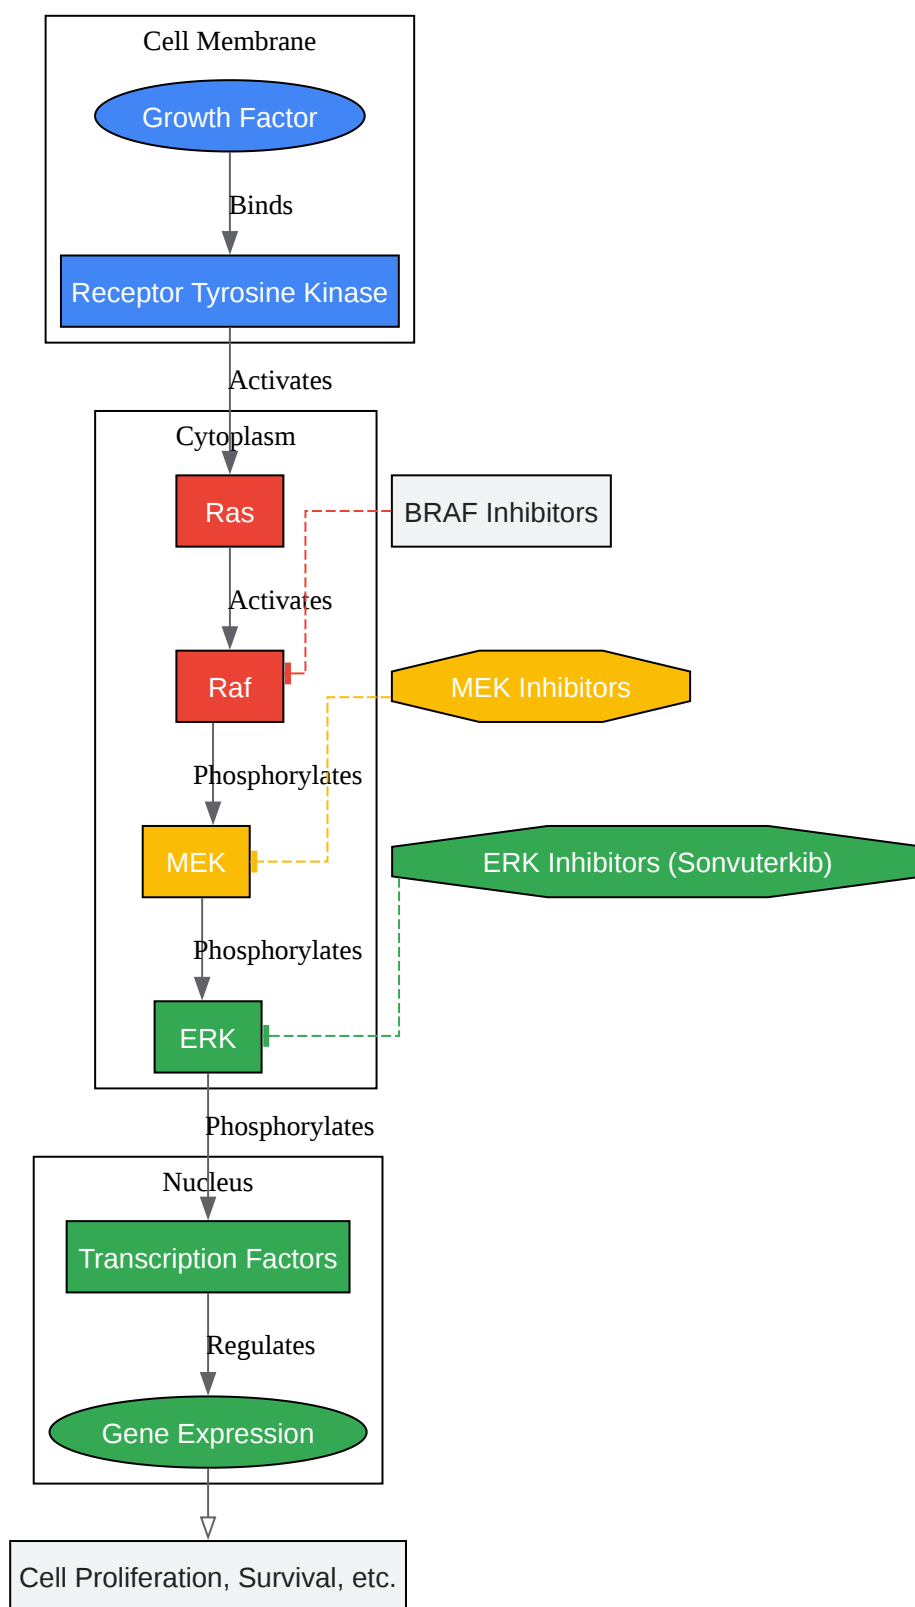 Cell Membrane
Growth Factor
Binds
Receptor Tyrosine Kinase
Activates
Cytoplasm
Ras
BRAF Inhibitors
Activates
Raf
MEK Inhibitors
Phosphorylates
MEK
ERK Inhibitors (Sonvuterkib)
Phosphorylates
ERK
Phosphorylates
Nucleus
Transcription Factors
Regulates
Gene Expression
Cell Proliferation, Survival, etc.